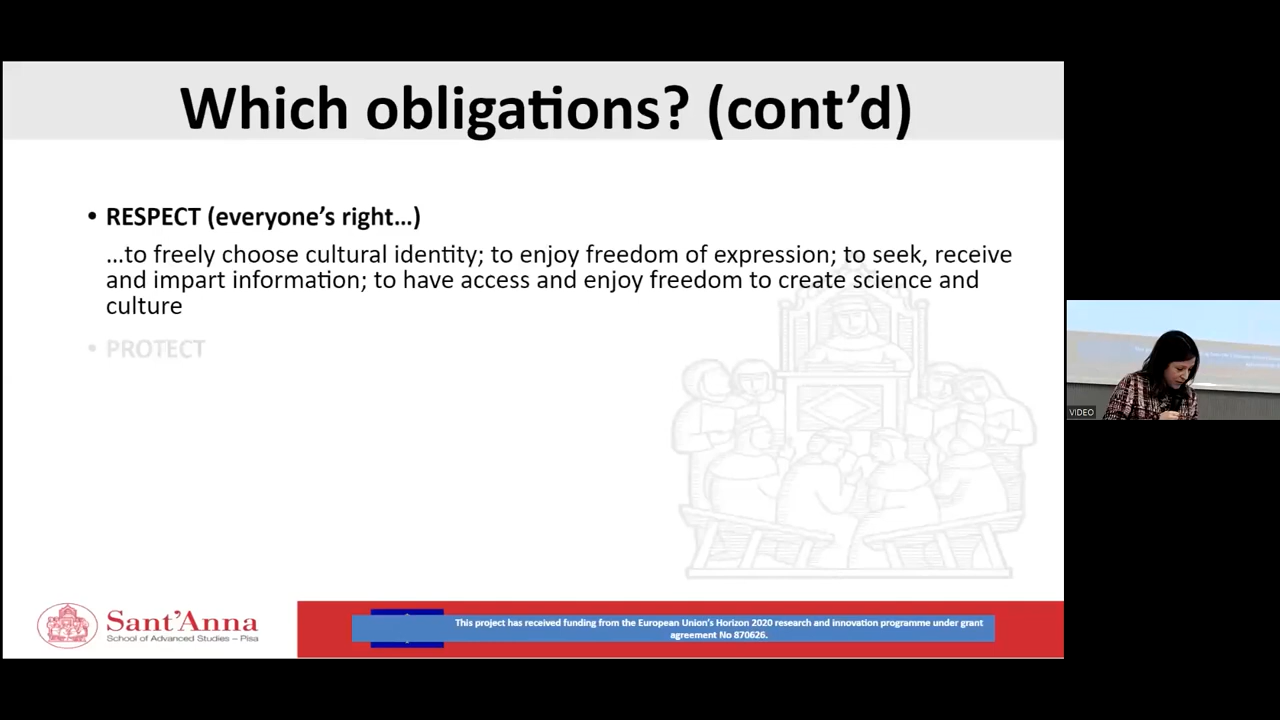 Which obligations? (cont'd)
• RESPECT (everyone's right…)
…to freely choose cultural identity; to enjoy freedom of expression; to seek, receive
and impart information; to have access and enjoy freedom to create science and
culture
• PROTECT
VIDEO
Sant'Anna
School of Advanced Studies – Pisa
This project has received funding from the European Union's Horizon 2020 research and innovation programme under grant
agreement No 870626.